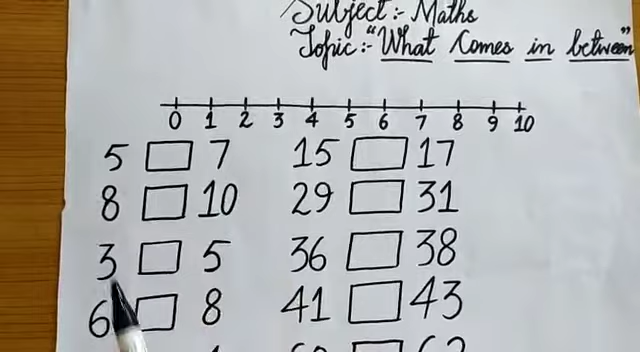 Subject:- Maths
Topic:- "What Comes in between"
0 1 2 3 4 5 6 7 8 9 10
5 7 15 17
8 10 29 31
3 5 36 38
6 8 41 43